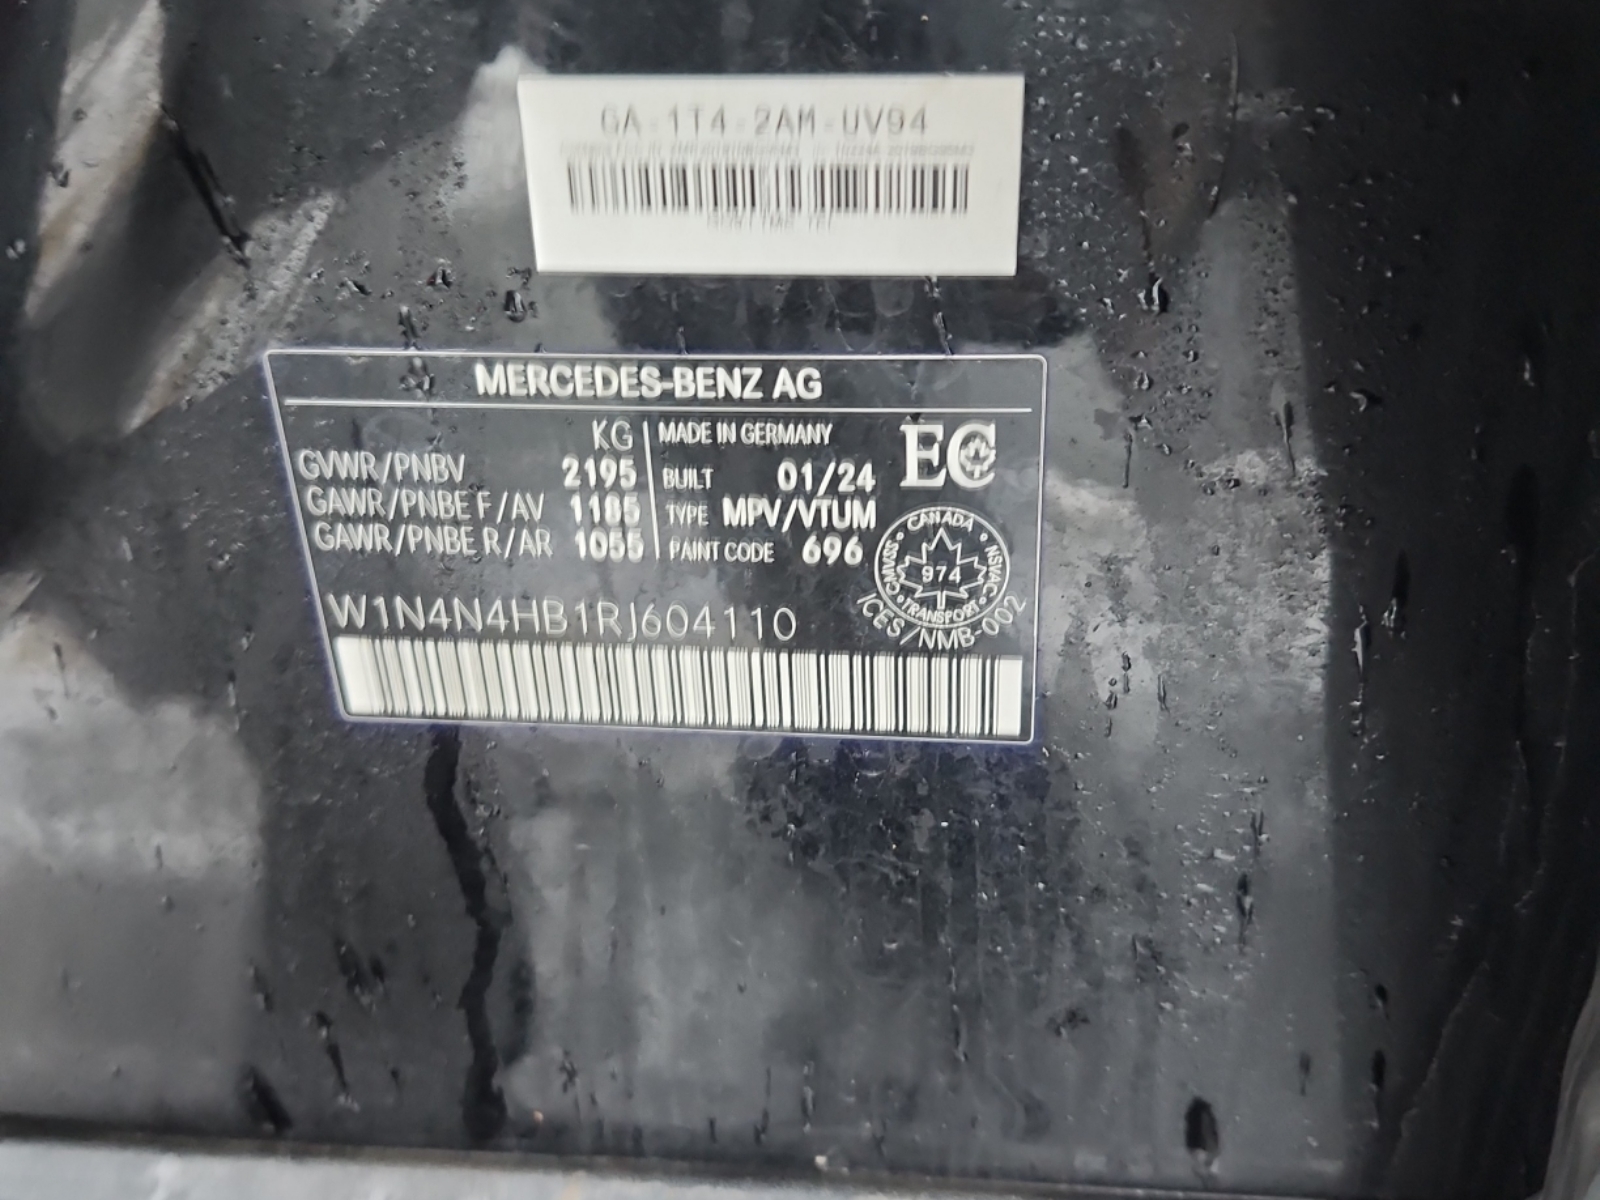 GA-1T4-2AM-UV94
MERCEDES-BENZ AG
KG
GVWR/PNBV 2195
GAWR/PNBE F/AV 1185
GAWR/PNBE R/AR 1055
MADE IN GERMANY
BUILT 01/24
TYPE MPV/VTUM
PAINT CODE 696
EC
CANADA
NSVAC
TRANSPORT
CMVSS
974
ICES/NMB-002
W1N4N4HB1RJ604110